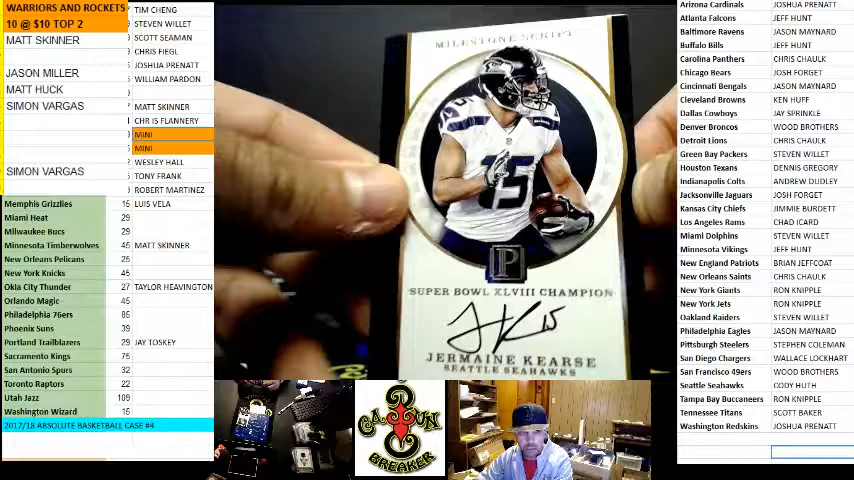 WARRIORS AND ROCKETS
10 @ $10 TOP 2
MATT SKINNER
JASON MILLER
MATT HUCK
SIMON VARGAS
SIMON VARGAS
TIM CHENG
STEVEN WILLET
SCOTT SEAMAN
CHRIS FIEGL
JOSHUA PRENATT
WILLIAM PARDON
MATT SKINNER
CHR IS FLANNERY
MINI
MINI
WESLEY HALL
TONY FRANK
ROBERT MARTINEZ
Memphis Grizzlies 15 LUIS VELA
Miami Heat 29
Milwaukee Bucs 29
Minnesota Timberwolves 45 MATT SKINNER
New Orleans Pelicans 25
New York Knicks 45
Okla City Thunder 27 TAYLOR HEAVINGTON
Orlando Magic 45
Philadelphia 76ers 85
Phoenix Suns 39
Portland Trailblazers 29 JAY TOSKEY
Sacramento Kings 75
San Antonio Spurs 32
Toronto Raptors 22
Utah Jazz 109
Washington Wizard 15
2017/18 ABSOLUTE BASKETBALL CASE #4
MILESTONE SCRIPT
15
P
SUPER BOWL XLVIII CHAMPION
15
JERMAINE KEARSE
SEATTLE SEAHAWKS
CAJUN
BREAKER
Arizona Cardinals JOSHUA PRENATT
Atlanta Falcons JEFF HUNT
Baltimore Ravens JASON MAYNARD
Buffalo Bills JEFF HUNT
Carolina Panthers CHRIS CHAULK
Chicago Bears JOSH FORGET
Cincinnati Bengals JASON MAYNARD
Cleveland Browns KEN HUFF
Dallas Cowboys JAY SPRINKLE
Denver Broncos WOOD BROTHERS
Detroit Lions CHRIS CHAULK
Green Bay Packers STEVEN WILLET
Houston Texans DENNIS GREGORY
Indianapolis Colts ANDREW DUDLEY
Jacksonville Jaguars JOSH FORGET
Kansas City Chiefs JIMMIE BURDETT
Los Angeles Rams CHAD ICARD
Miami Dolphins STEVEN WILLET
Minnesota Vikings JEFF HUNT
New England Patriots BRIAN JEFFCOAT
New Orleans Saints CHRIS CHAULK
New York Giants RON KNIPPLE
New York Jets RON KNIPPLE
Oakland Raiders STEVEN WILLET
Philadelphia Eagles JASON MAYNARD
Pittsburgh Steelers STEPHEN COLEMAN
San Diego Chargers WALLACE LOCKHART
San Francisco 49ers WOOD BROTHERS
Seattle Seahawks CODY HUTH
Tampa Bay Buccaneers RON KNIPPLE
Tennessee Titans SCOTT BAKER
Washington Redskins JOSHUA PRENATT